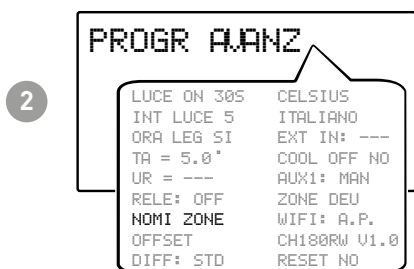 PROGR AVANZ
2
LUCE ON 30S
INT LUCE 5
ORA LEG SI
TA = 5.0°
UR = ---
RELE: OFF
NOMI ZONE
OFFSET
DIFF: STD
CELSIUS
ITALIANO
EXT IN: ---
COOL OFF NO
AUX1: MAN
ZONE DEU
WIFI: A.P.
CH180RW V1.0
RESET NO